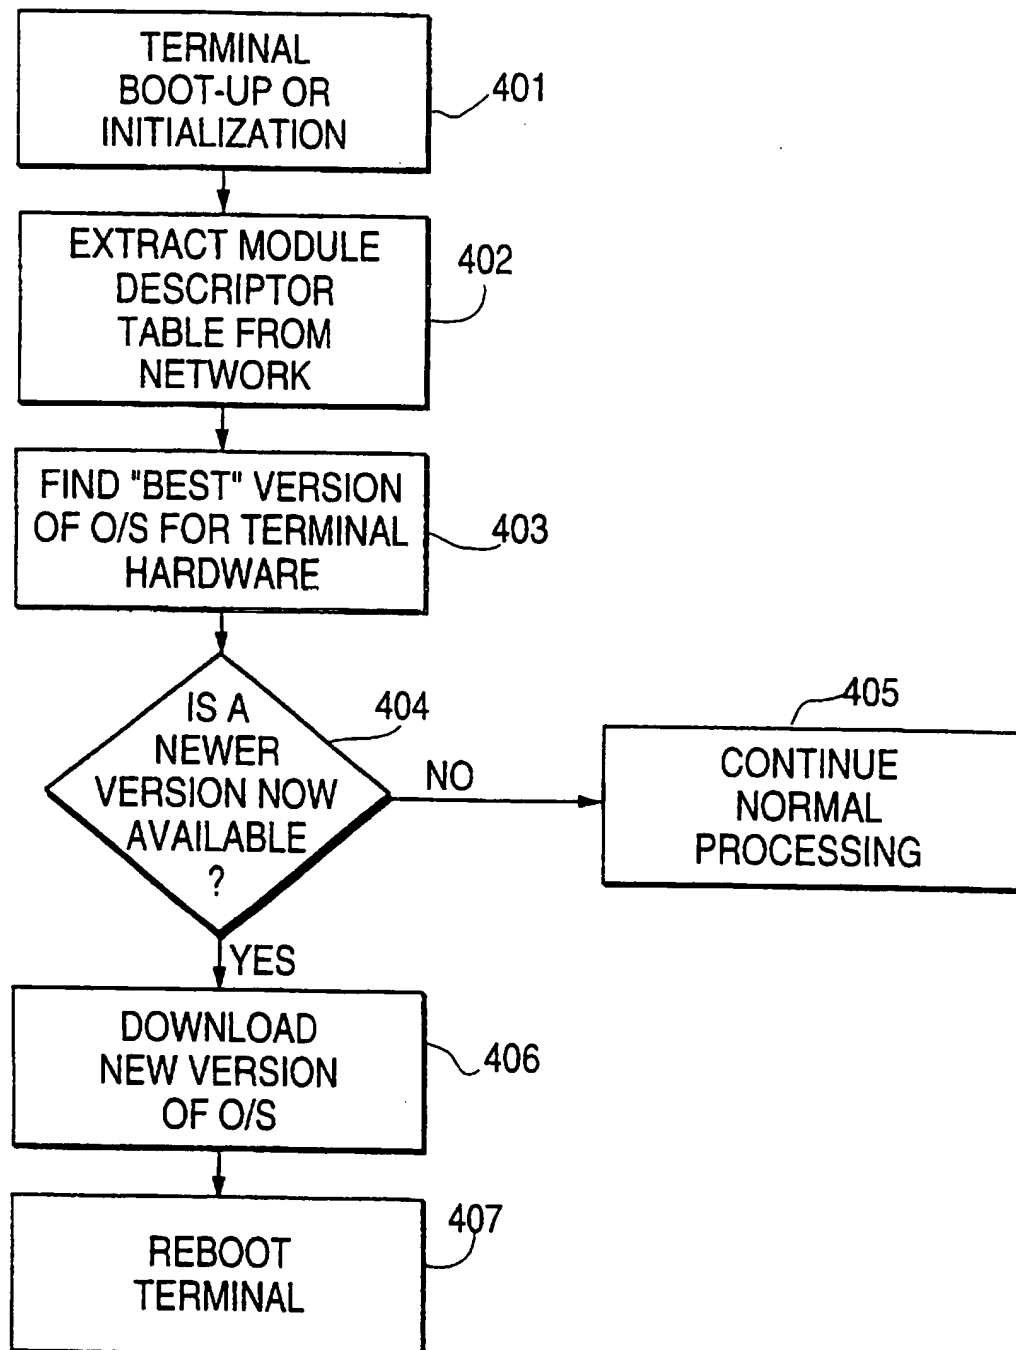 TERMINAL
BOOT-UP OR
INITIALIZATION
401
EXTRACT MODULE
DESCRIPTOR
TABLE FROM
NETWORK
402
FIND "BEST" VERSION
OF O/S FOR TERMINAL
HARDWARE
403
IS A
NEWER
VERSION NOW
AVAILABLE
?
404
NO
405
CONTINUE
NORMAL
PROCESSING
YES
DOWNLOAD
NEW VERSION
OF O/S
406
REBOOT
TERMINAL
407